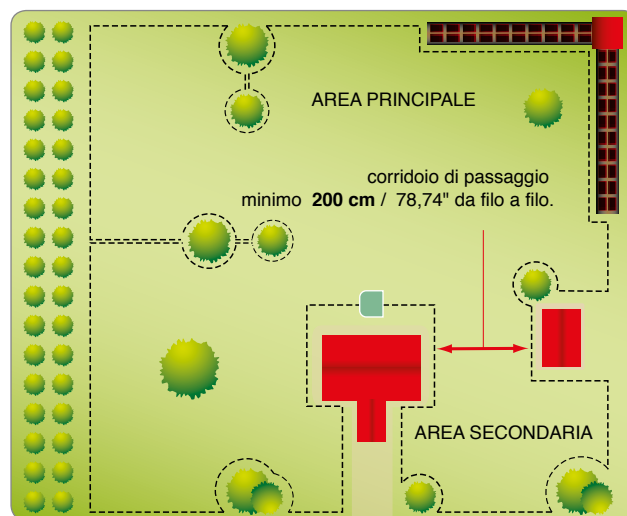 AREA PRINCIPALE
corridoio di passaggio
minimo 200 cm / 78,74" da filo a filo.
AREA SECONDARIA